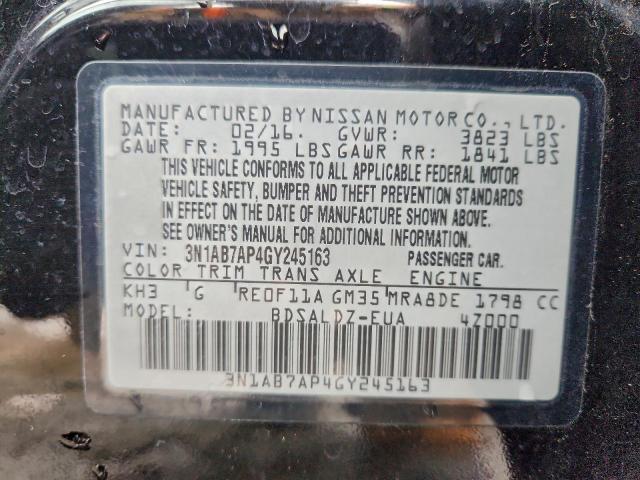 MANUFACTURED BY NISSAN MOTOR CO., LTD.
DATE: 02/16. GVWR: 3823 LBS
GAWR FR: 1995 LBS GAWR RR: 1841 LBS
THIS VEHICLE CONFORMS TO ALL APPLICABLE FEDERAL MOTOR
VEHICLE SAFETY, BUMPER AND THEFT PREVENTION STANDARDS
IN EFFECT ON THE DATE OF MANUFACTURE SHOWN ABOVE.
SEE OWNER'S MANUAL FOR ADDITIONAL INFORMATION.
VIN: 3N1AB7AP4GY245163 PASSENGER CAR.
COLOR TRIM TRANS AXLE ENGINE
KH3 G RE0F11A GM35 MRA8DE 1798 CC
MODEL: BDSALDZ-EUA 4Z000
3N1AB7AP4GY245163